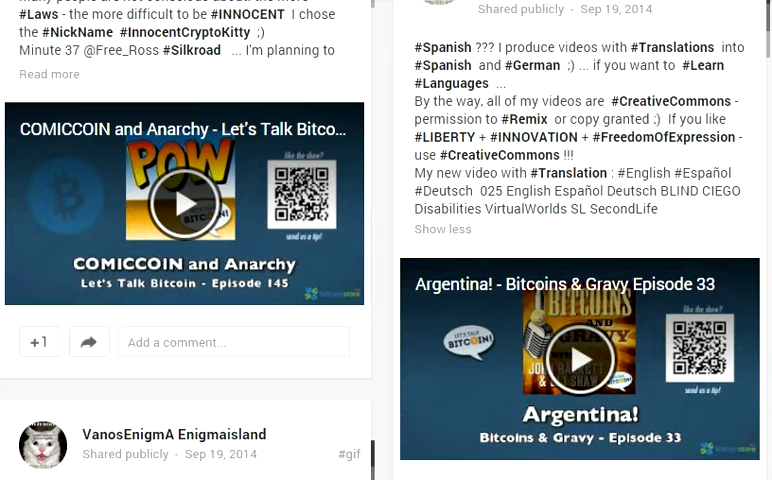 #Laws - the more difficult to be #INNOCENT I chose
the #NickName #InnocentCryptoKitty ;)
Minute 37 @Free_Ross #Silkroad ... I'm planning to
Read more
COMICCOIN and Anarchy - Let's Talk Bitco...
POW
like the show?
send us a tip!
COMICCOIN and Anarchy
Let's Talk Bitcoin - Episode 145
+1
Add a comment...
VanosEnigmA Enigmaisland
Shared publicly - Sep 19, 2014
#gif
Shared publicly - Sep 19, 2014
#Spanish ??? I produce videos with #Translations into
#Spanish and #German ;) ... if you want to #Learn
#Languages ...
By the way, all of my videos are #CreativeCommons -
permission to #Remix or copy granted ;) If you like
#LIBERTY + #INNOVATION + #FreedomOfExpression -
use #CreativeCommons !!!
My new video with #Translation : #English #Español
#Deutsch 025 English Español Deutsch BLIND CIEGO
Disabilities VirtualWorlds SL SecondLife
Show less
Argentina! - Bitcoins & Gravy Episode 33
BITCOINS
AND
GRAVY
LET'S TALK
BITCOIN!
like the show?
send us a tip!
Argentina!
Bitcoins & Gravy - Episode 33